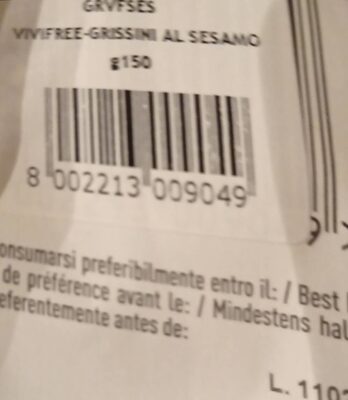 GRVFSES
VIVIFREE-GRISSINI AL SESAMO
g150
8 002213 009049
onsumarsi preferibilmente entro il: / Best
de préférence avant le: / Mindestens hal
eferentemente antes de:
L. 110